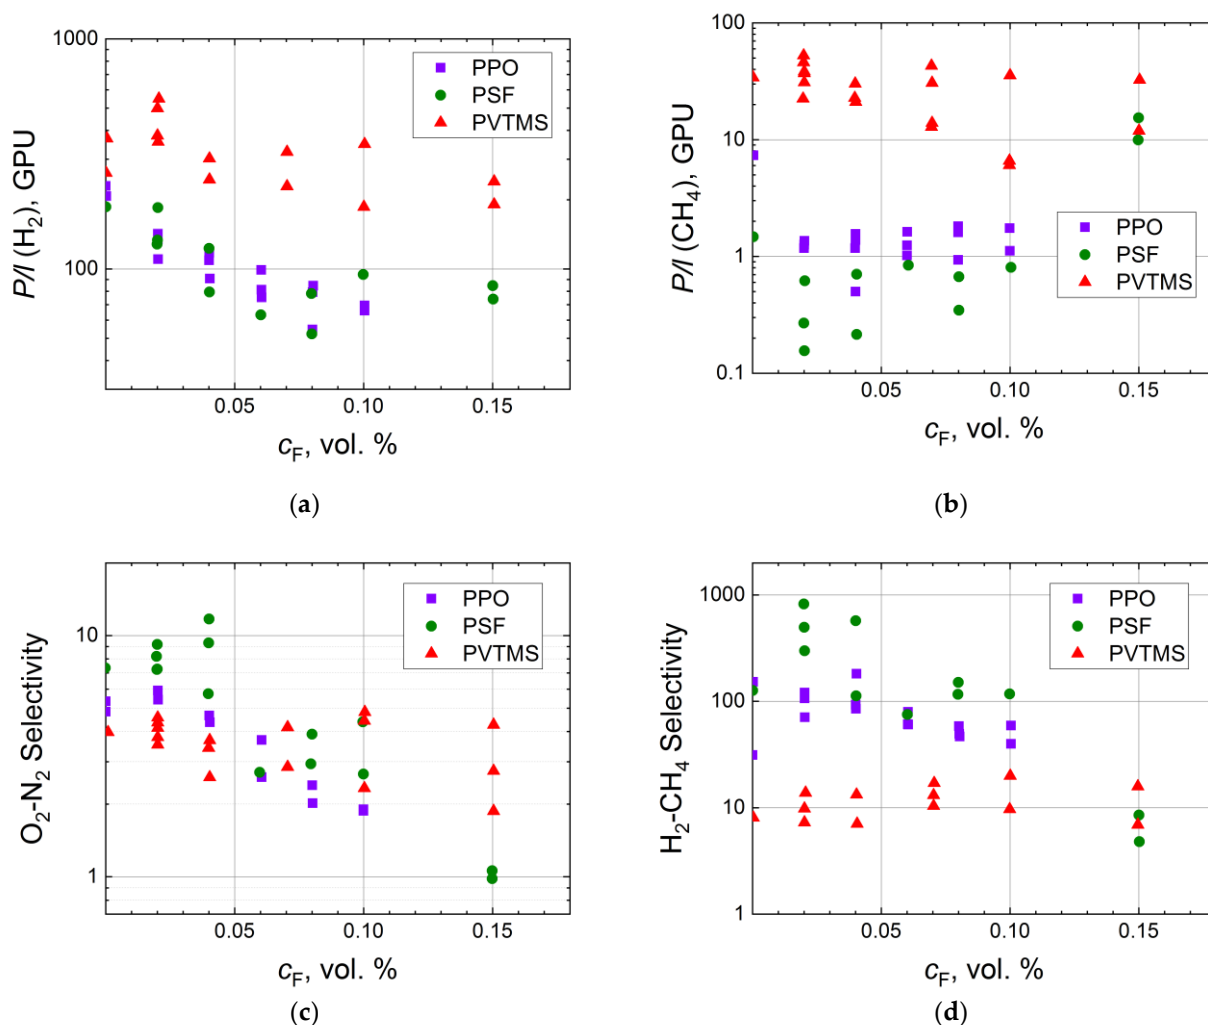 1000
100
P/l (H2), GPU
PPO
PSF
PVTMS
0.05 0.10 0.15
cF, vol. %
(a)
100
10
1
0.1
P/l (CH4), GPU
PPO
PSF
PVTMS
0.05 0.10 0.15
cF, vol. %
(b)
10
1
O2-N2 Selectivity
PPO
PSF
PVTMS
0.05 0.10 0.15
cF, vol. %
(c)
1000
100
10
1
H2-CH4 Selectivity
PPO
PSF
PVTMS
0.05 0.10 0.15
cF, vol. %
(d)